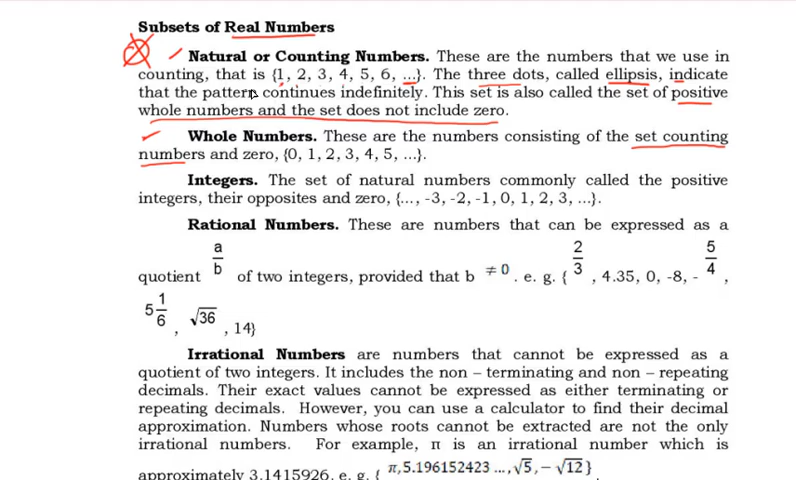 Subsets of Real Numbers
Natural or Counting Numbers. These are the numbers that we use in
counting, that is {1, 2, 3, 4, 5, 6, ...}. The three dots, called ellipsis, indicate
that the pattern continues indefinitely. This set is also called the set of positive
whole numbers and the set does not include zero.
Whole Numbers. These are the numbers consisting of the set counting
numbers and zero, {0, 1, 2, 3, 4, 5, ...}.
Integers. The set of natural numbers commonly called the positive
integers, their opposites and zero, {..., -3, -2, -1, 0, 1, 2, 3, ...}.
Rational Numbers. These are numbers that can be expressed as a
quotient a/b of two integers, provided that b ≠ 0 . e. g. { 2/3 , 4.35, 0, -8, - 5/4 ,
5 1/6 , √36 , 14}
Irrational Numbers are numbers that cannot be expressed as a
quotient of two integers. It includes the non – terminating and non – repeating
decimals. Their exact values cannot be expressed as either terminating or
repeating decimals. However, you can use a calculator to find their decimal
approximation. Numbers whose roots cannot be extracted are not the only
irrational numbers. For example, π is an irrational number which is
approximately 3.1415926. e. g. { π, 5.196152423 ..., √5, − √12 }